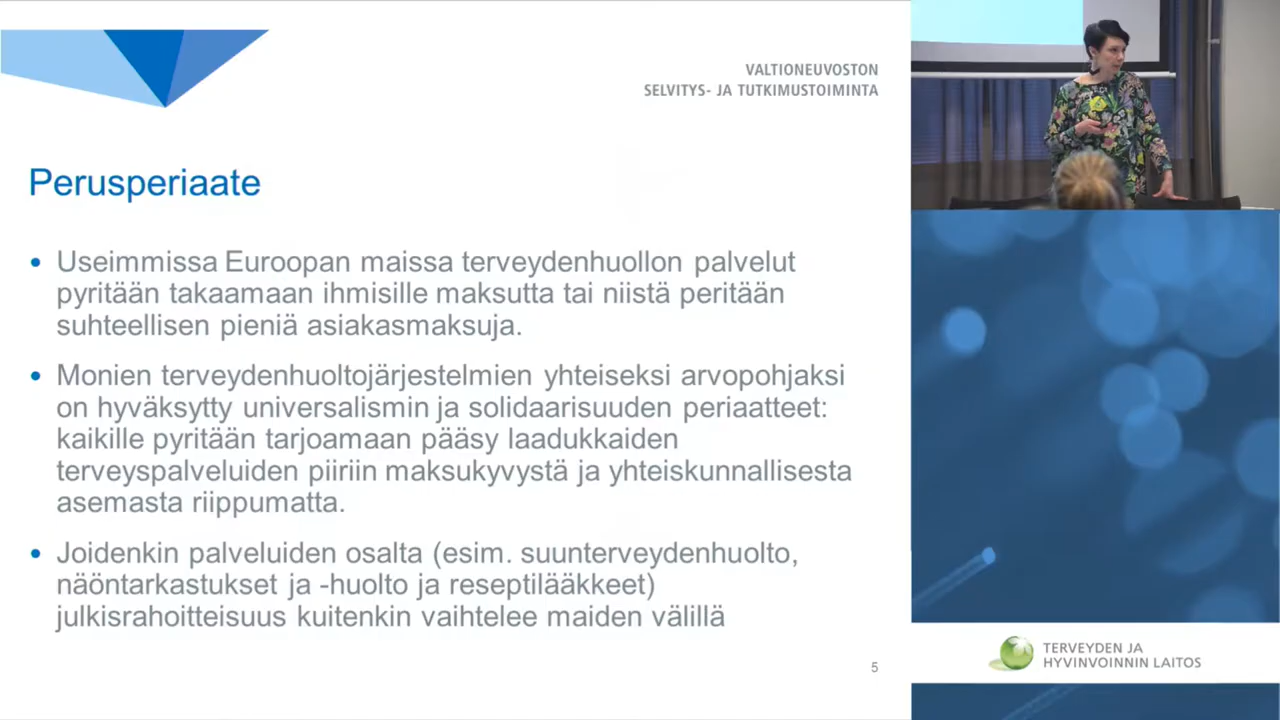 VALTIONEUVOSTON
SELVITYS- JA TUTKIMUSTOIMINTA
Perusperiaate
• Useimmissa Euroopan maissa terveydenhuollon palvelut
pyritään takaamaan ihmisille maksutta tai niistä peritään
suhteellisen pieniä asiakasmaksuja.
• Monien terveydenhuoltojärjestelmien yhteiseksi arvopohjaksi
on hyväksytty universalismin ja solidaarisuuden periaatteet:
kaikille pyritään tarjoamaan pääsy laadukkaiden
terveyspalveluiden piiriin maksukyvystä ja yhteiskunnallisesta
asemasta riippumatta.
• Joidenkin palveluiden osalta (esim. suunterveydenhuolto,
näöntarkastukset ja -huolto ja reseptilääkkeet)
julkisrahoitteisuus kuitenkin vaihtelee maiden välillä
5
TERVEYDEN JA
HYVINVOINNIN LAITOS